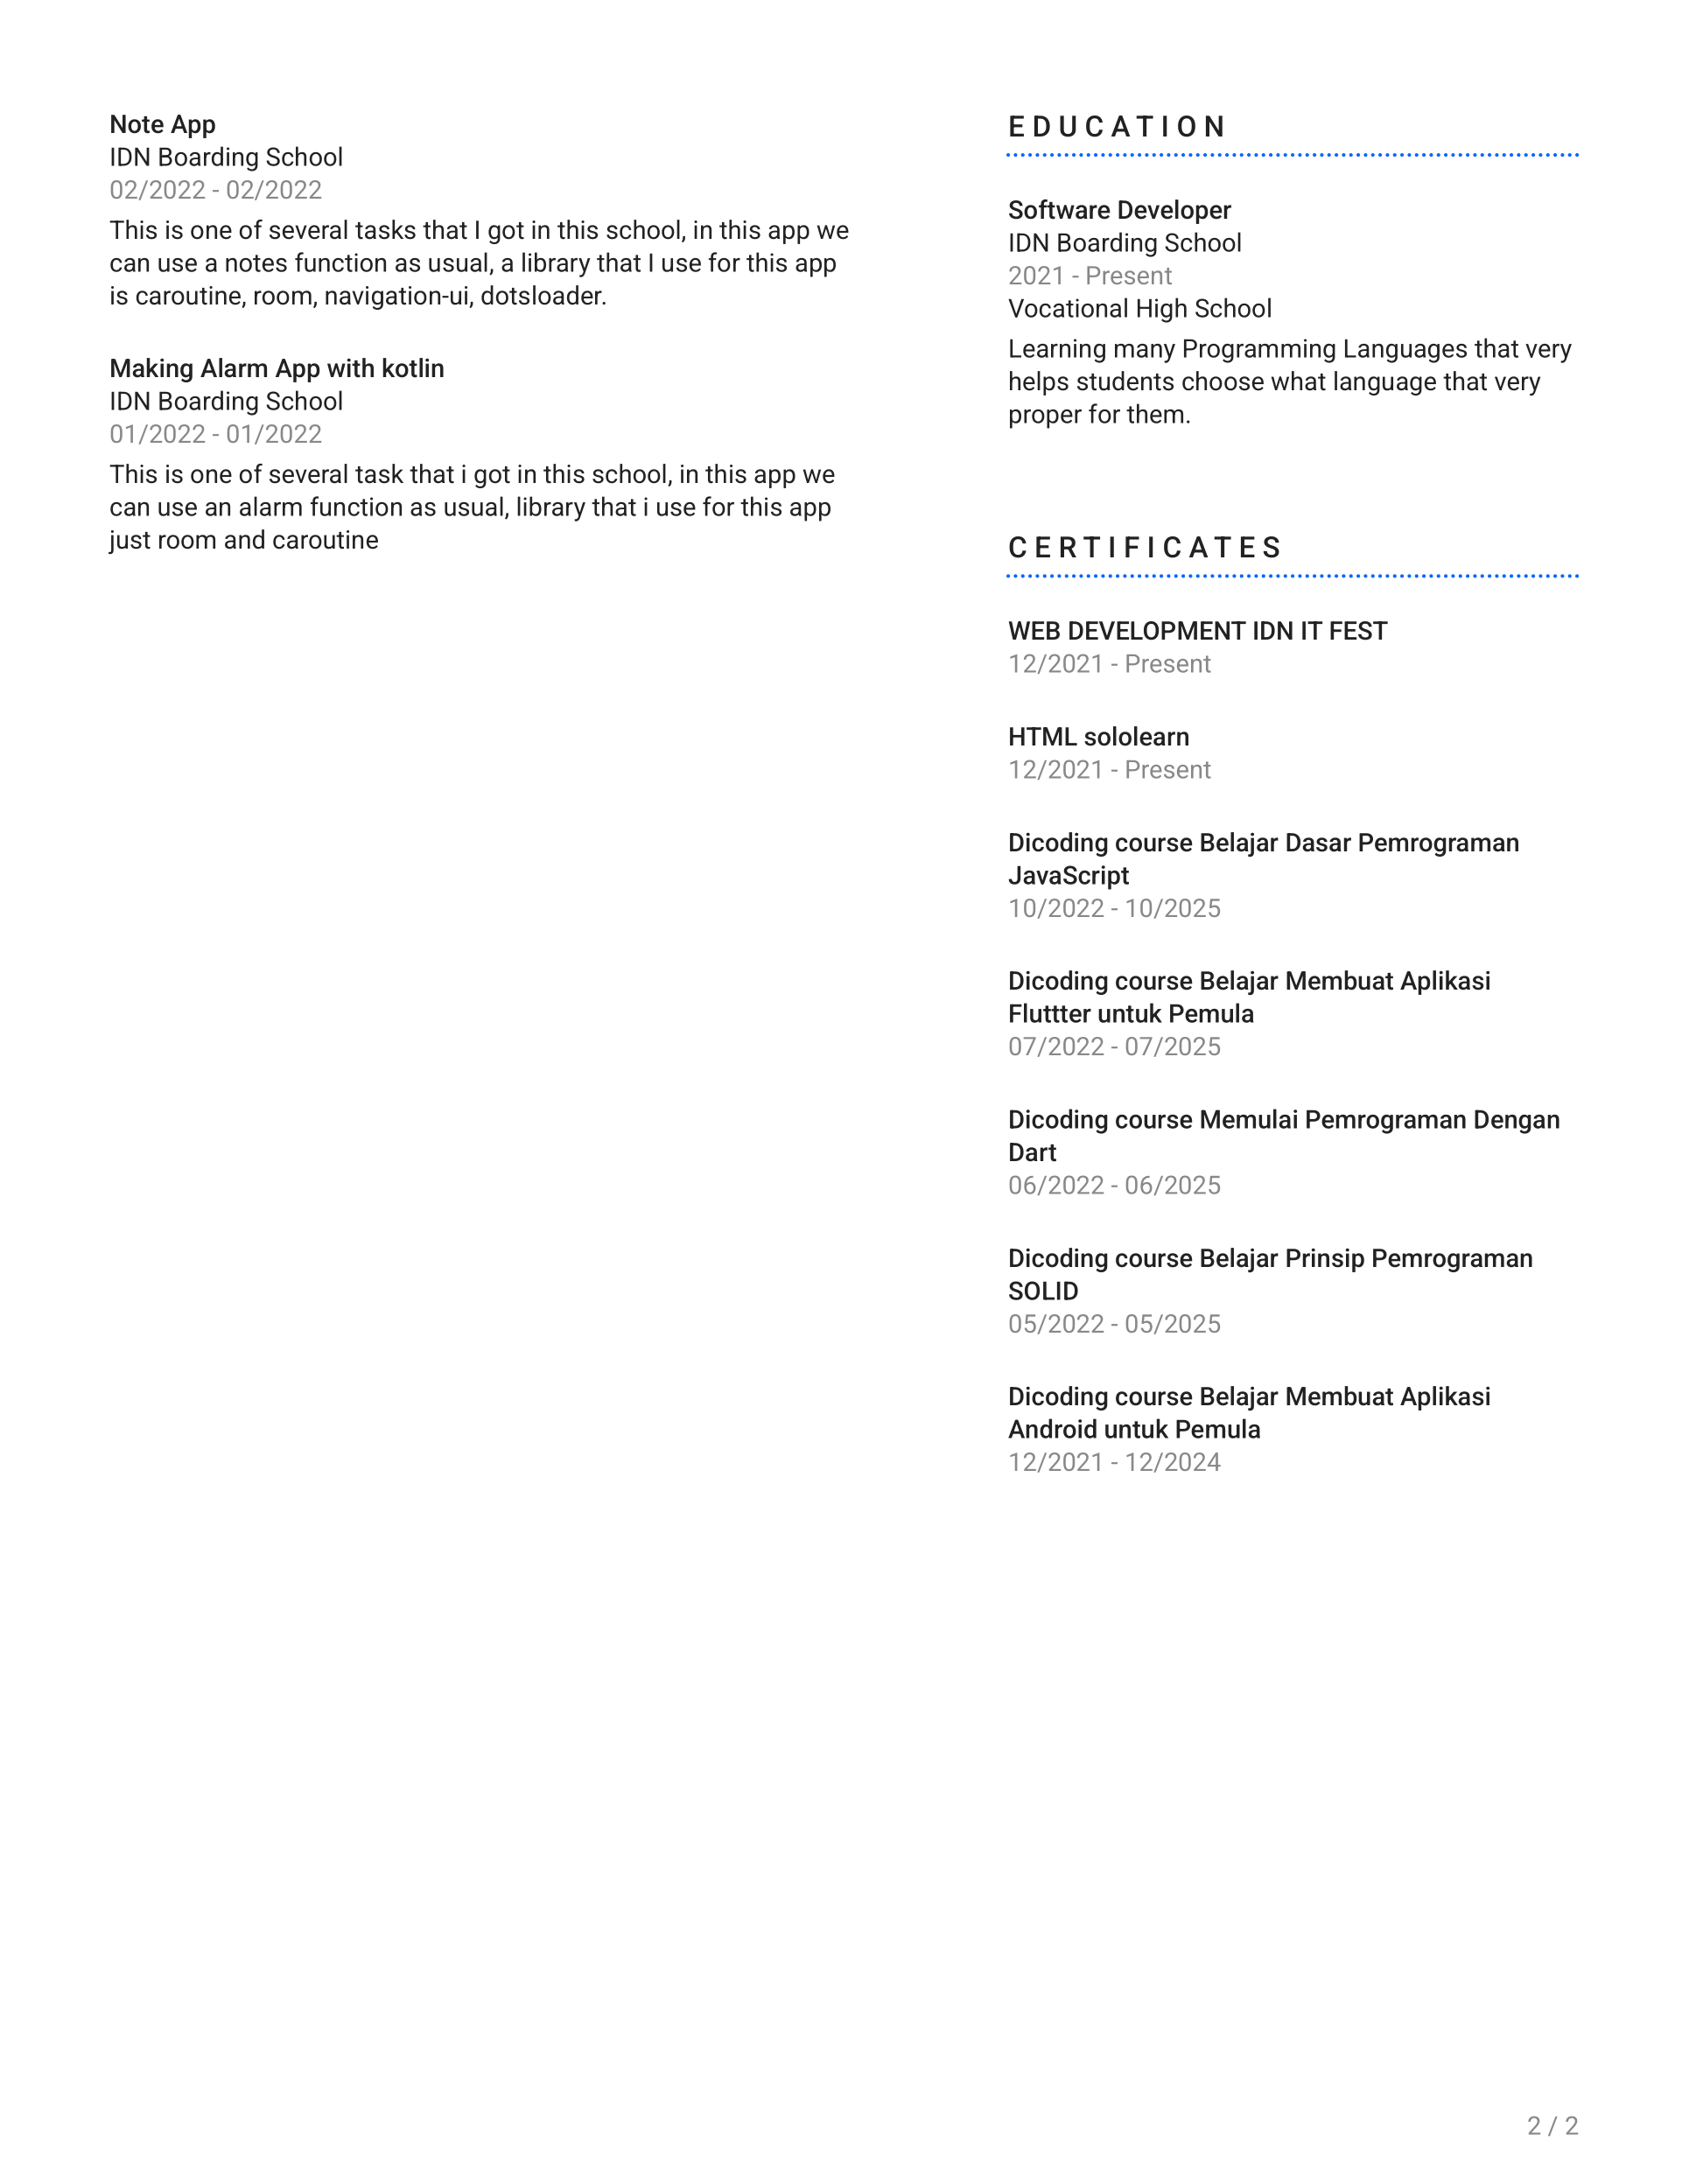 Note App
IDN Boarding School
02/2022 - 02/2022
This is one of several tasks that I got in this school, in this app we
can use a notes function as usual, a library that I use for this app
is caroutine, room, navigation-ui, dotsloader.
Making Alarm App with kotlin
IDN Boarding School
01/2022 - 01/2022
This is one of several task that i got in this school, in this app we
can use an alarm function as usual, library that i use for this app
just room and caroutine
EDUCATION
Software Developer
IDN Boarding School
2021 - Present
Vocational High School
Learning many Programming Languages that very
helps students choose what language that very
proper for them.
CERTIFICATES
WEB DEVELOPMENT IDN IT FEST
12/2021 - Present
HTML sololearn
12/2021 - Present
Dicoding course Belajar Dasar Pemrograman
JavaScript
10/2022 - 10/2025
Dicoding course Belajar Membuat Aplikasi
Fluttter untuk Pemula
07/2022 - 07/2025
Dicoding course Memulai Pemrograman Dengan
Dart
06/2022 - 06/2025
Dicoding course Belajar Prinsip Pemrograman
SOLID
05/2022 - 05/2025
Dicoding course Belajar Membuat Aplikasi
Android untuk Pemula
12/2021 - 12/2024
2 / 2